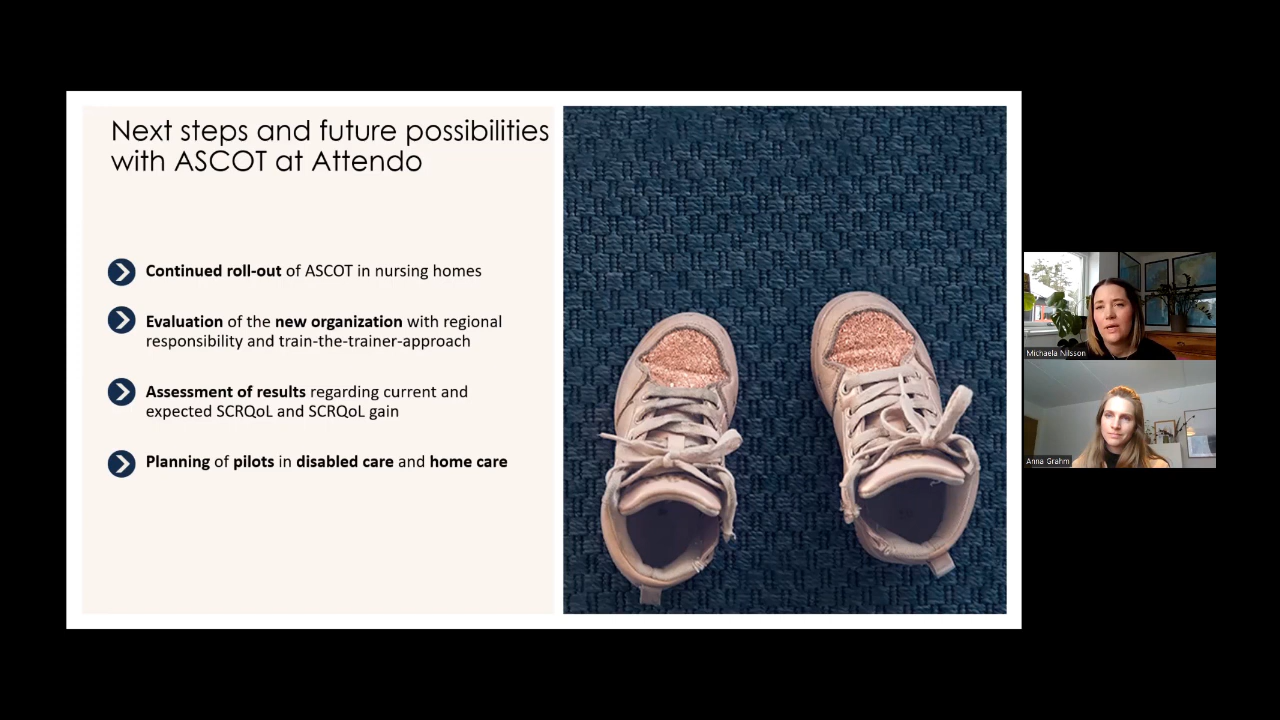 Next steps and future possibilities
with ASCOT at Attendo
Continued roll-out of ASCOT in nursing homes
Evaluation of the new organization with regional
responsibility and train-the-trainer-approach
Assessment of results regarding current and
expected SCRQoL and SCRQoL gain
Planning of pilots in disabled care and home care
Michaela Nilsson
Anna Grahm